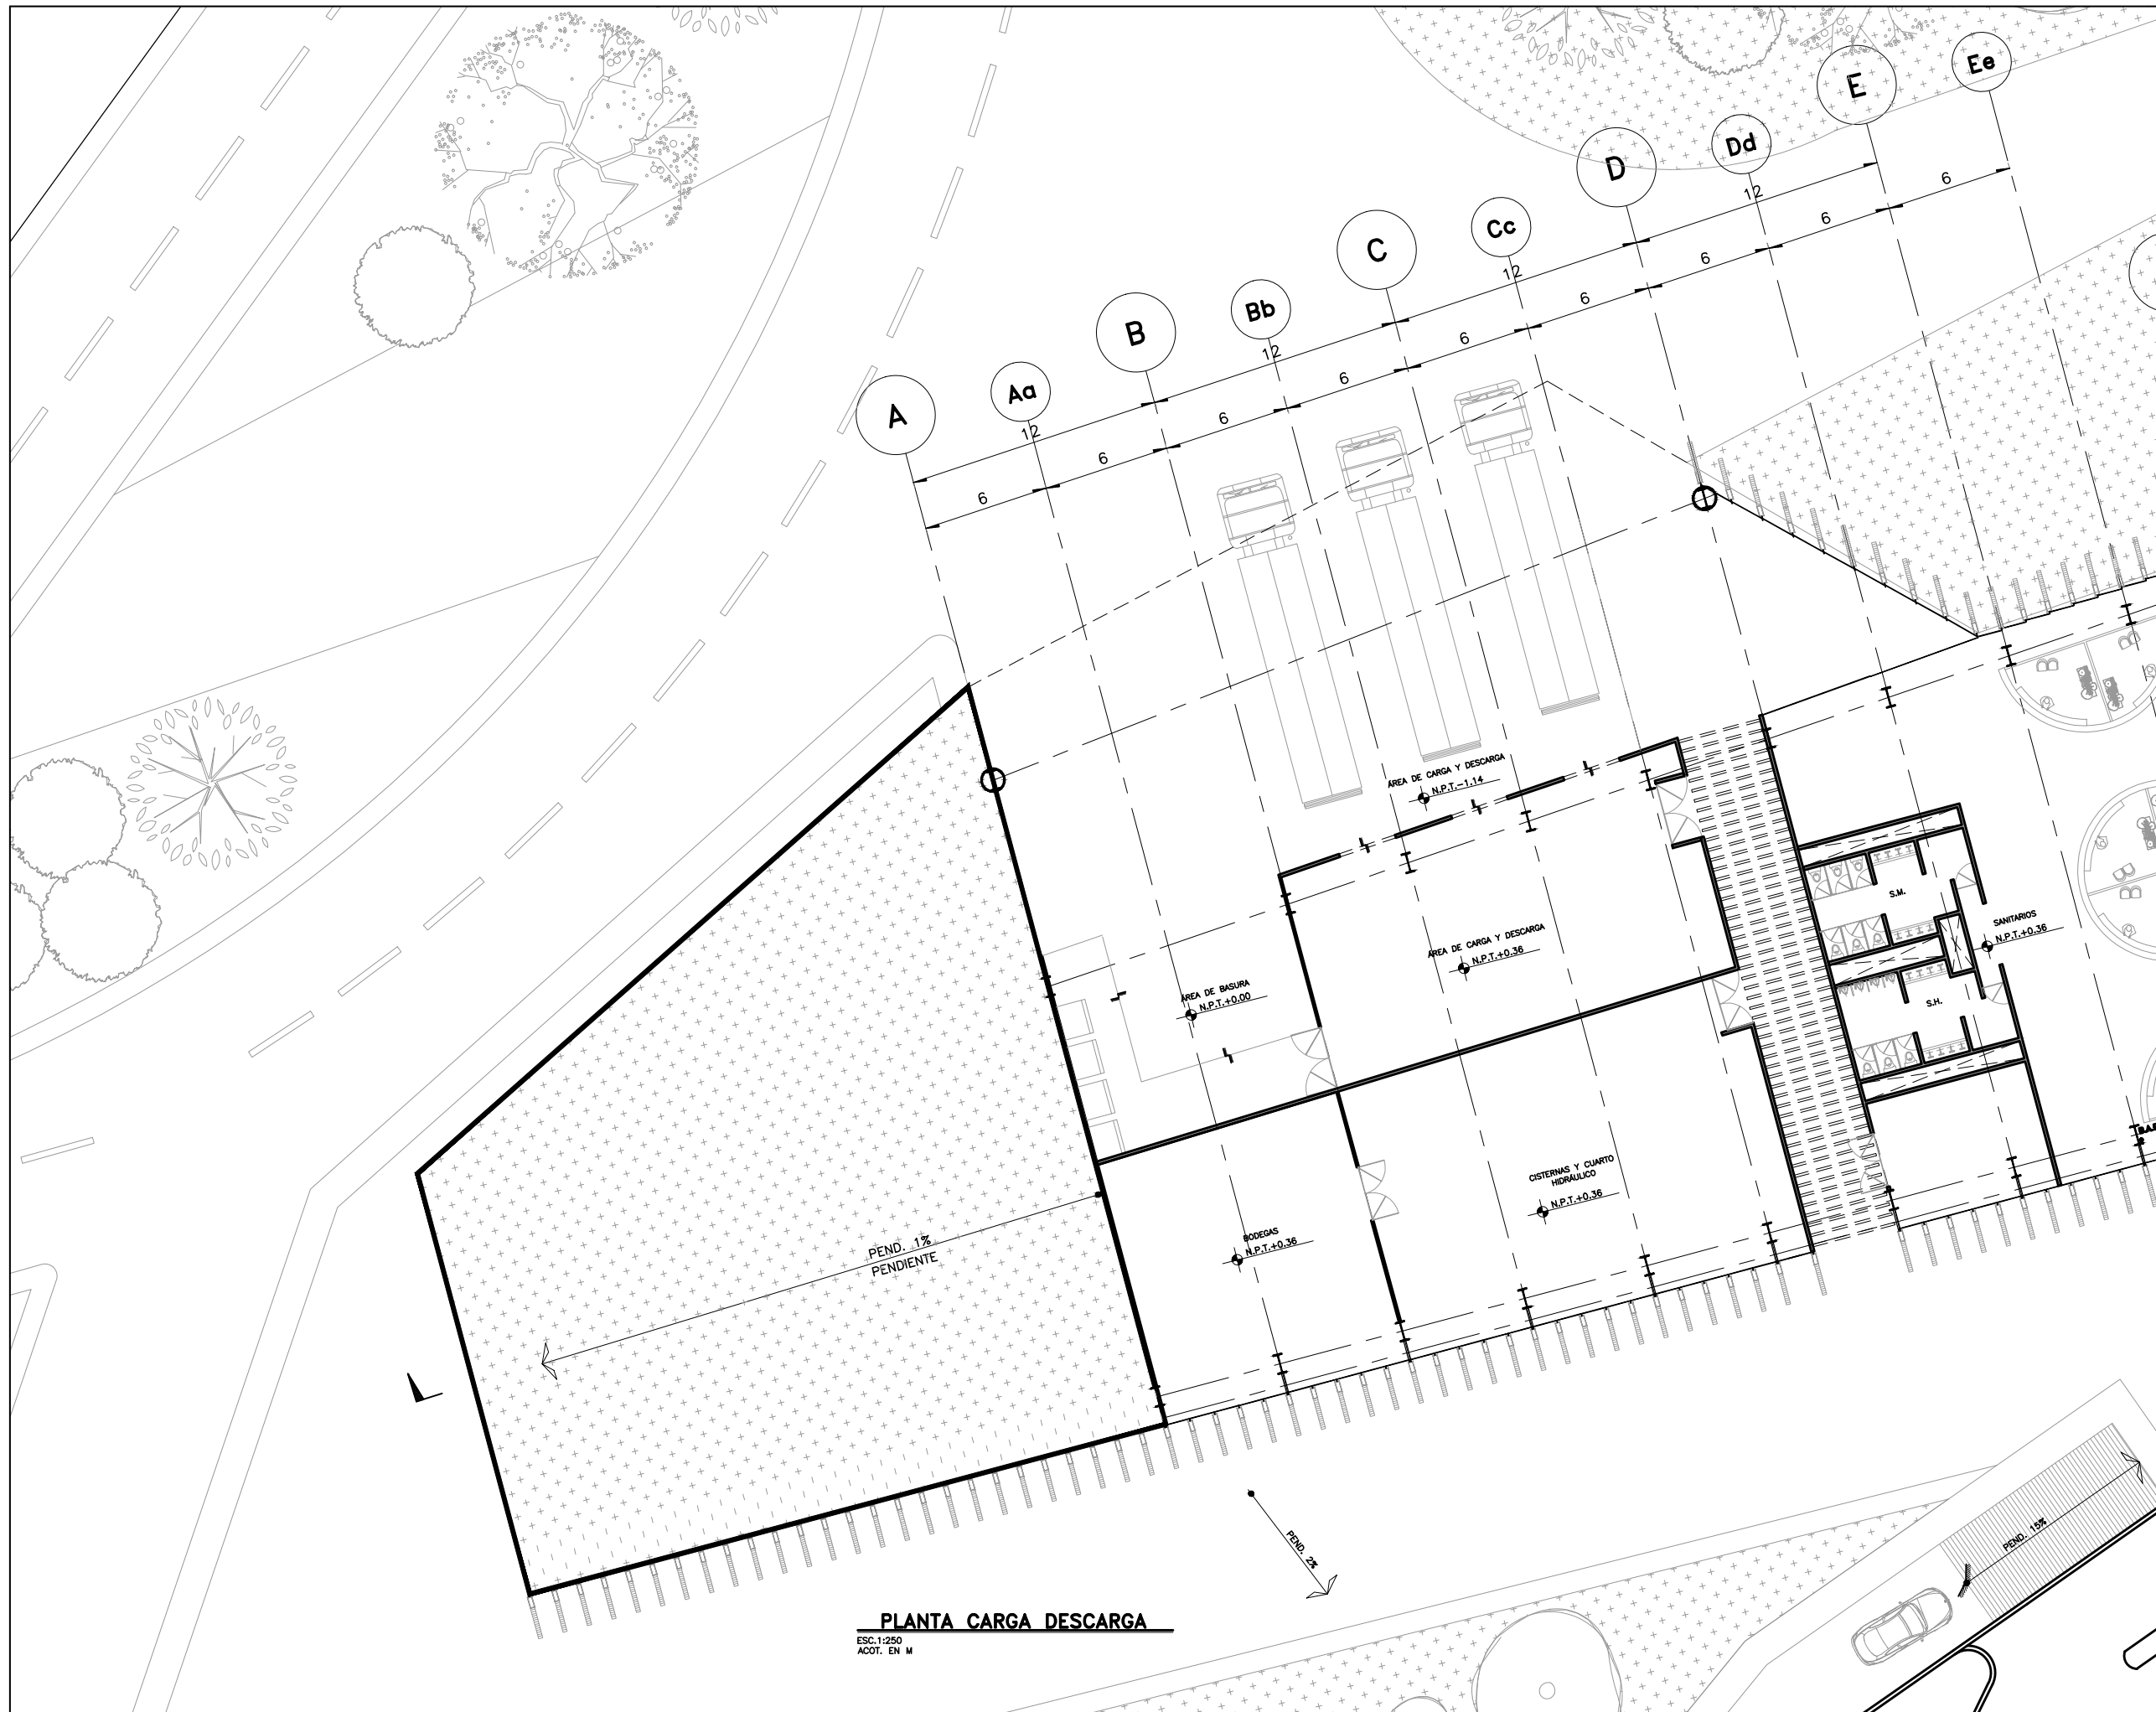 Ee
E
Dd
D
Cc
C
Bb
B
Aa
A
12
12
12
12
6
6
6
6
6
6
6
6
6
ÁREA DE CARGA Y DESCARGA
N.P.T.-1.14
ÁREA DE CARGA Y DESCARGA
N.P.T.+0.36
S.M.
SANITARIOS
N.P.T.+0.36
S.H.
ÁREA DE BASURA
N.P.T.+0.00
CISTERNAS Y CUARTO
HIDRÁULICO
N.P.T.+0.36
BODEGAS
N.P.T.+0.36
PEND. 1%
PENDIENTE
PEND. 2%
PEND. 15%
PLANTA CARGA DESCARGA
ESC.1:250
ACOT. EN M